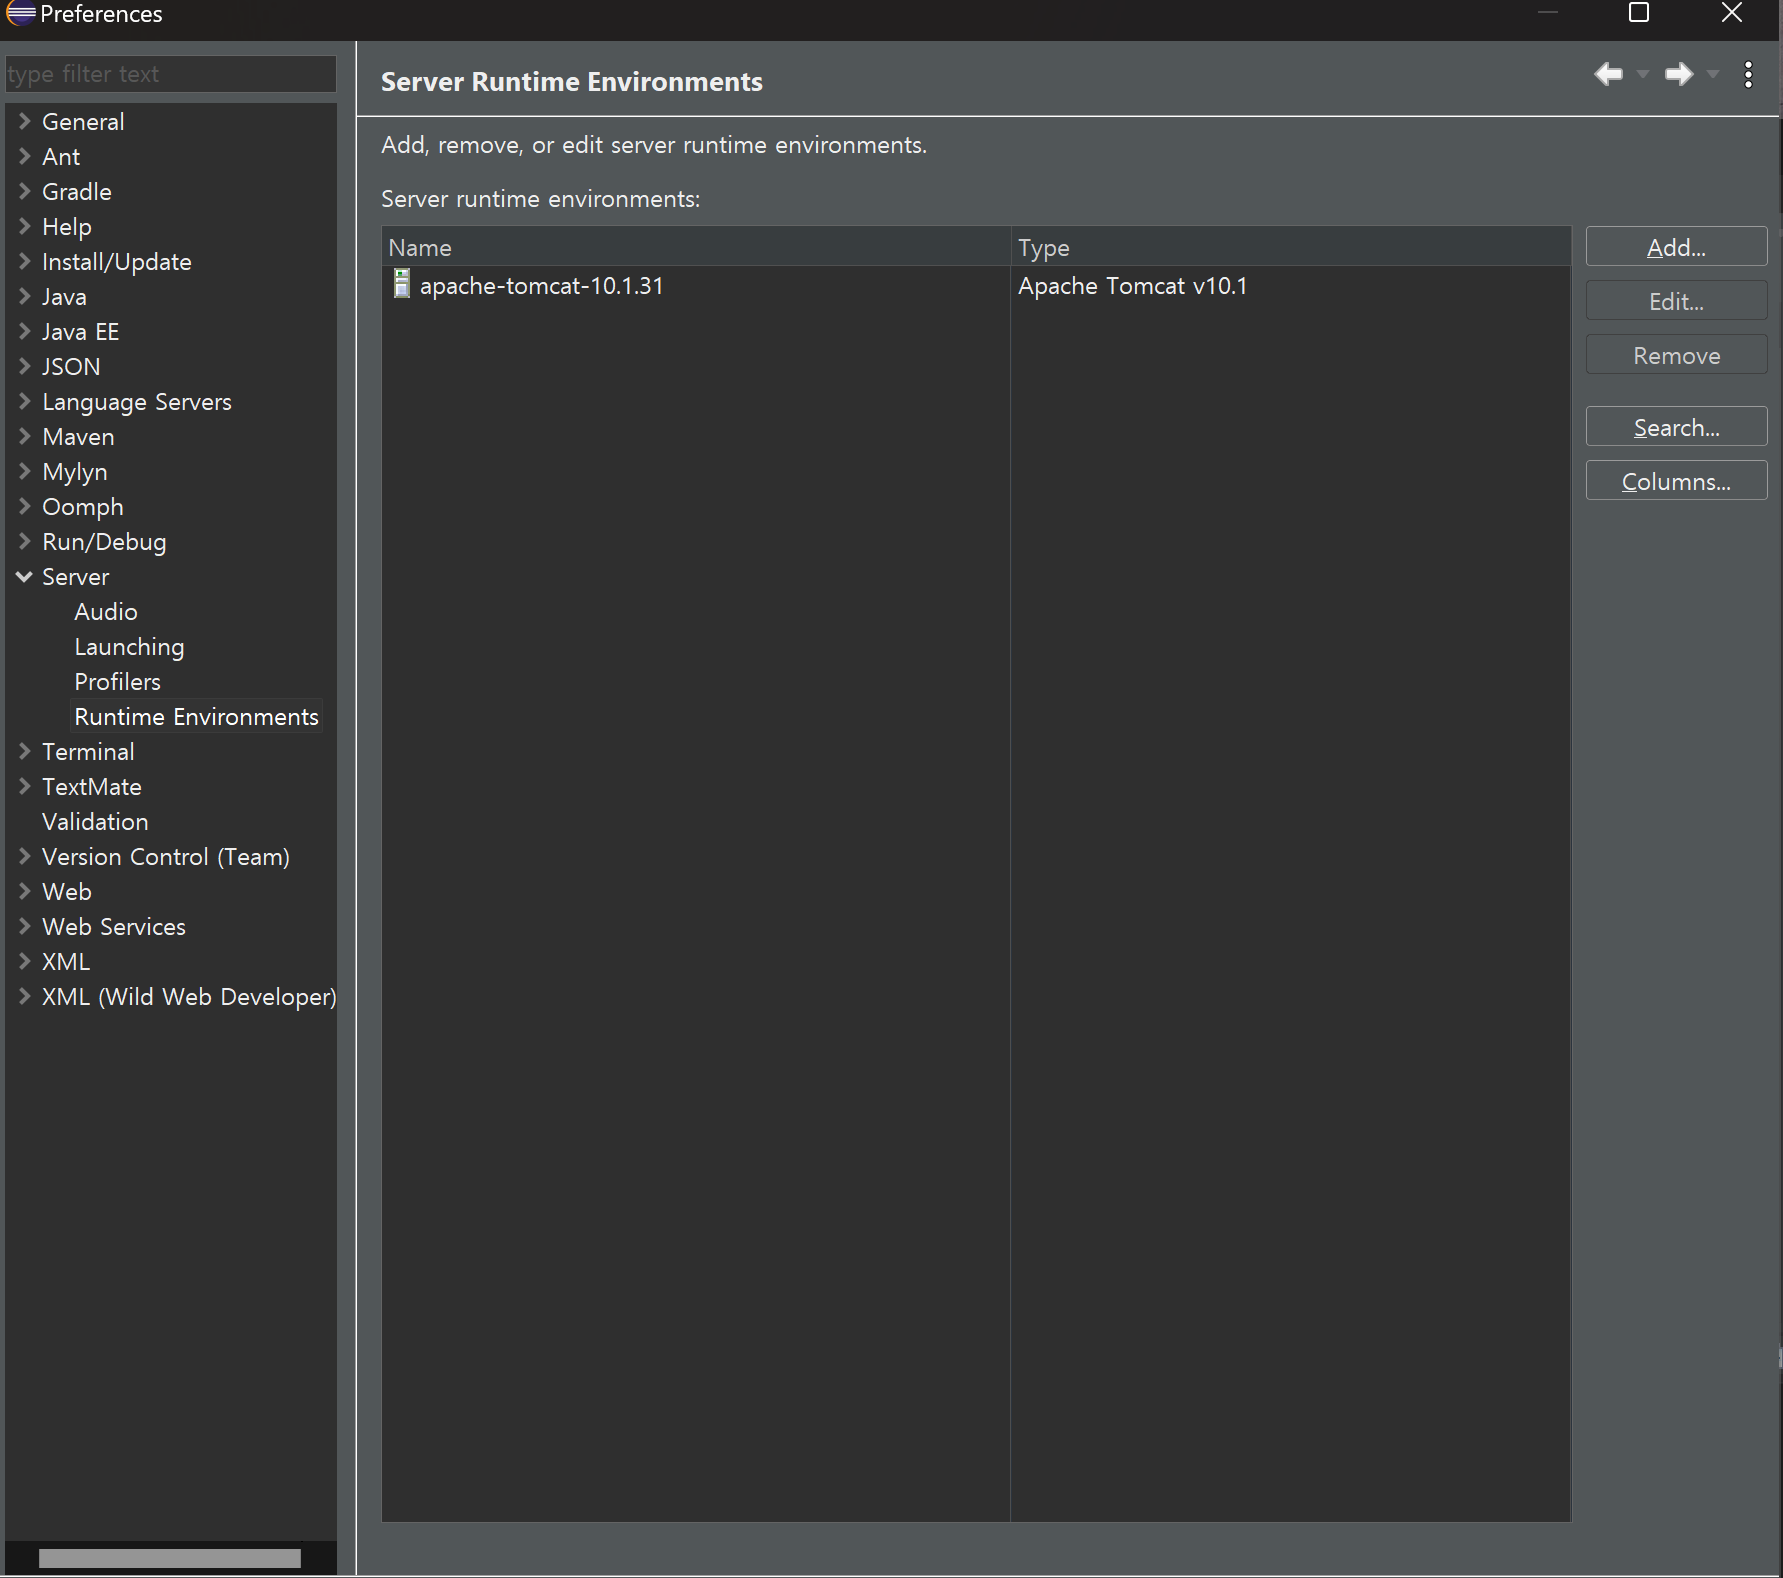 Preferences
type filter text
General
Ant
Gradle
Help
Install/Update
Java
Java EE
JSON
Language Servers
Maven
Mylyn
Oomph
Run/Debug
Server
Audio
Launching
Profilers
Runtime Environments
Terminal
TextMate
Validation
Version Control (Team)
Web
Web Services
XML
XML (Wild Web Developer)
Server Runtime Environments
Add, remove, or edit server runtime environments.
Server runtime environments:
Name Type
apache-tomcat-10.1.31 Apache Tomcat v10.1
Add...
Edit...
Remove
Search...
Columns...